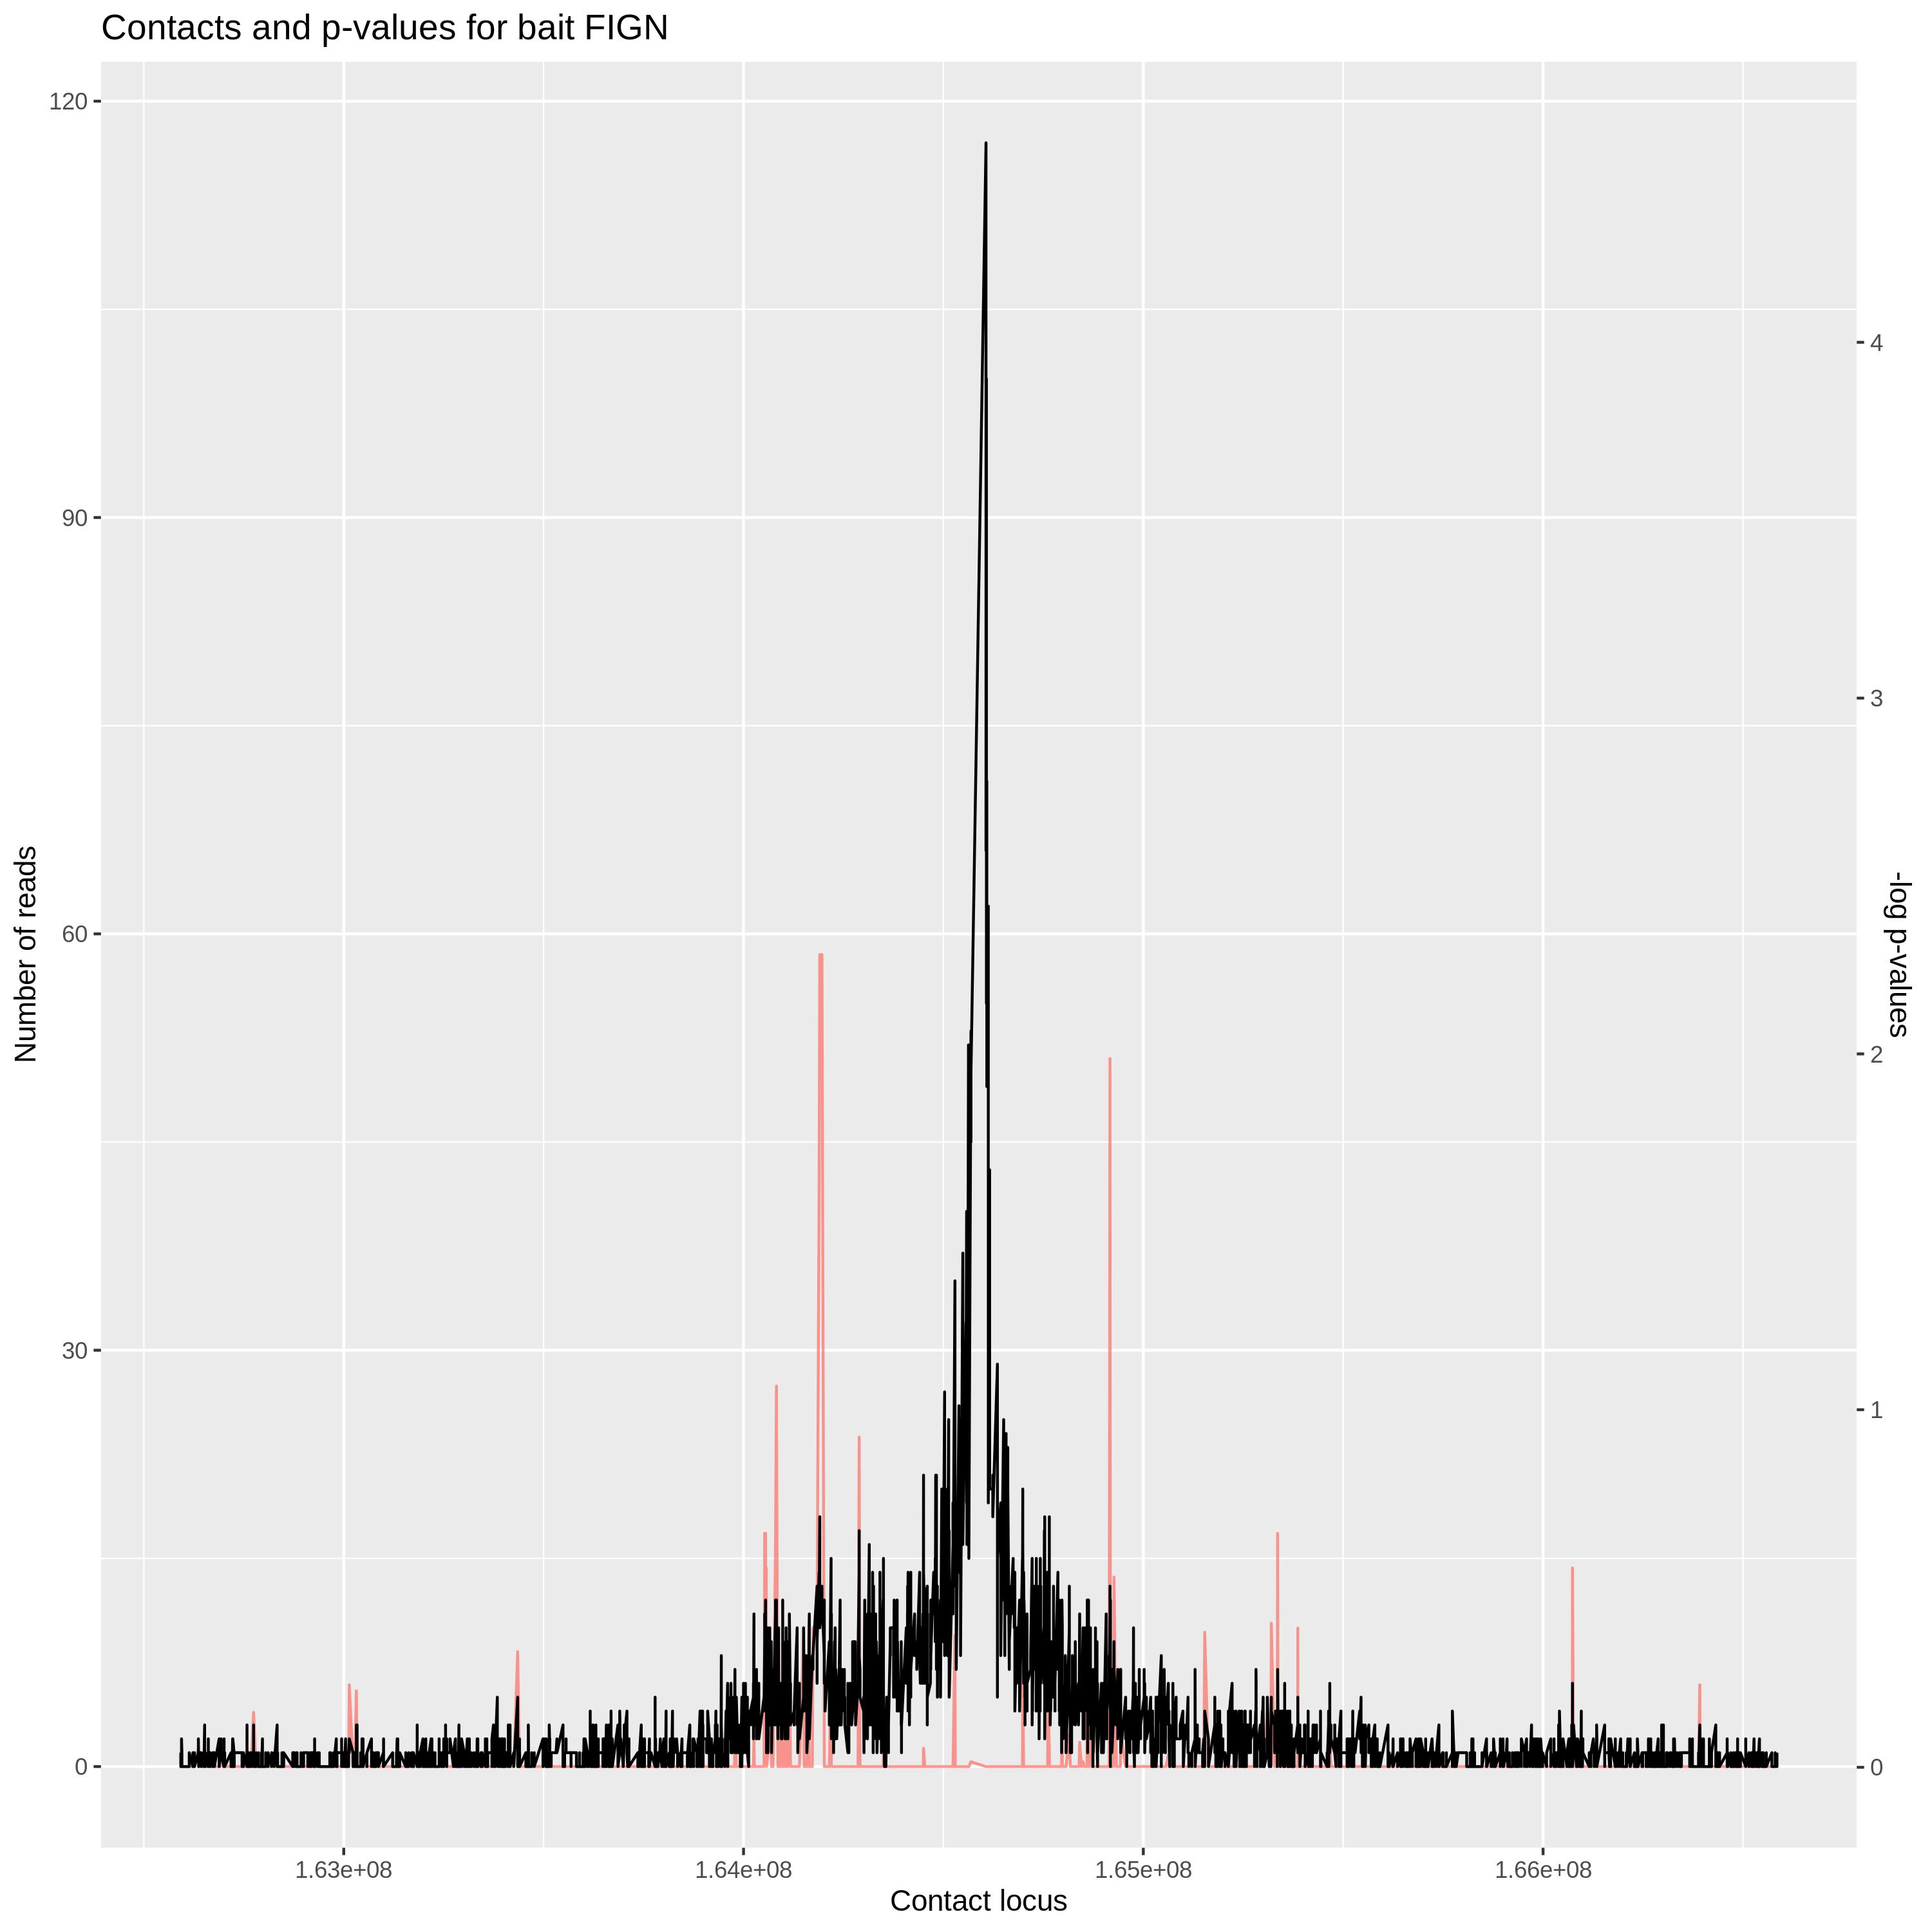 Contacts and p-values for bait FIGN
120
90
60
30
0
Number of reads
4
3
2
1
0
-log p-values
1.63e+08
1.64e+08
1.65e+08
1.66e+08
Contact locus